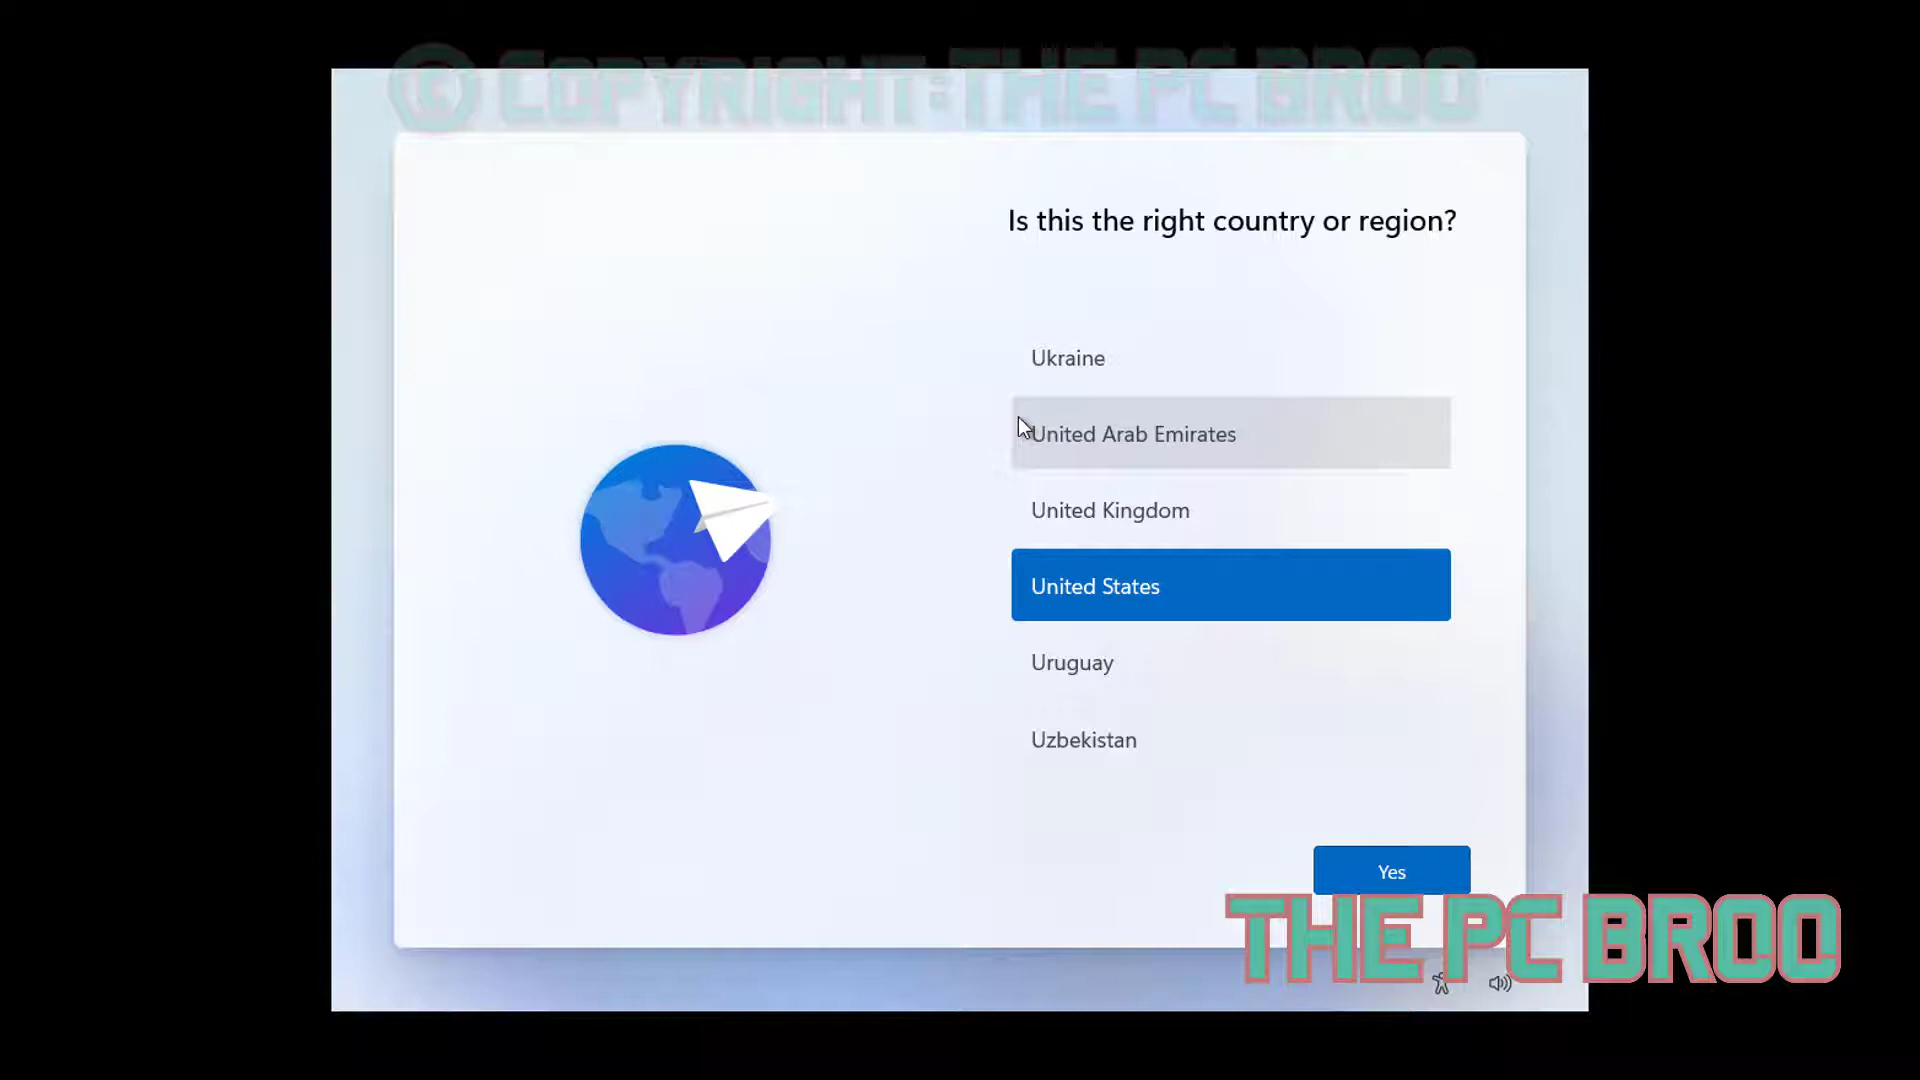 © COPYRIGHT:THE PC BROO
Is this the right country or region?
Ukraine
United Arab Emirates
United Kingdom
United States
Uruguay
Uzbekistan
Yes
THE PC BROO